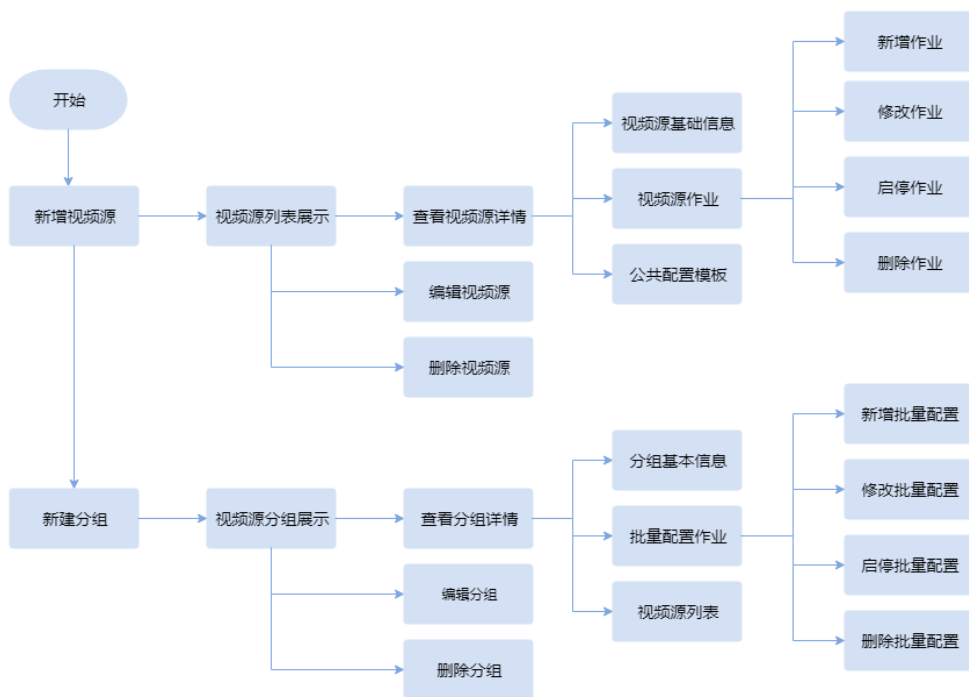 开始
新增视频源
视频源列表展示
查看视频源详情
编辑视频源
删除视频源
视频源基础信息
视频源作业
公共配置模板
新增作业
修改作业
启停作业
删除作业
新建分组
视频源分组展示
查看分组详情
编辑分组
删除分组
分组基本信息
批量配置作业
视频源列表
新增批量配置
修改批量配置
启停批量配置
删除批量配置